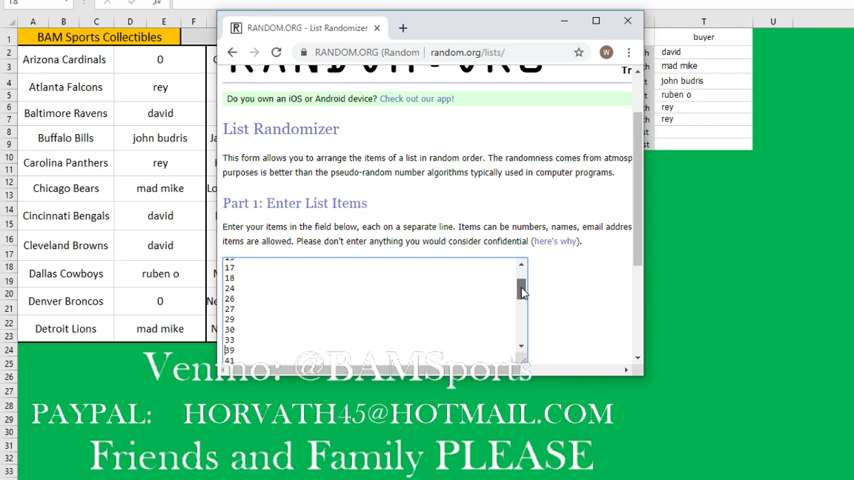 A B C D E F T U
BAM Sports Collectibles
Arizona Cardinals 0
Atlanta Falcons rey
Baltimore Ravens david
Buffalo Bills john budris
Carolina Panthers rey
Chicago Bears mad mike
Cincinnati Bengals david
Cleveland Browns david
Dallas Cowboys ruben o
Denver Broncos 0
Detroit Lions mad mike
RANDOM.ORG - List Randomizer
RANDOM.ORG (Random random.org/lists/
W
Do you own an iOS or Android device? Check out our app!
List Randomizer
This form allows you to arrange the items of a list in random order. The randomness comes from atmosp
purposes is better than the pseudo-random number algorithms typically used in computer programs.
Part 1: Enter List Items
Enter your items in the field below, each on a separate line. Items can be numbers, names, email addres
items are allowed. Please don't enter anything you would consider confidential (here's why).
17
18
24
26
27
29
30
33
39
41
buyer
david
mad mike
john budris
ruben o
rey
rey
Venmo: @BAMSports
PAYPAL: HORVATH45@HOTMAIL.COM
Friends and Family PLEASE